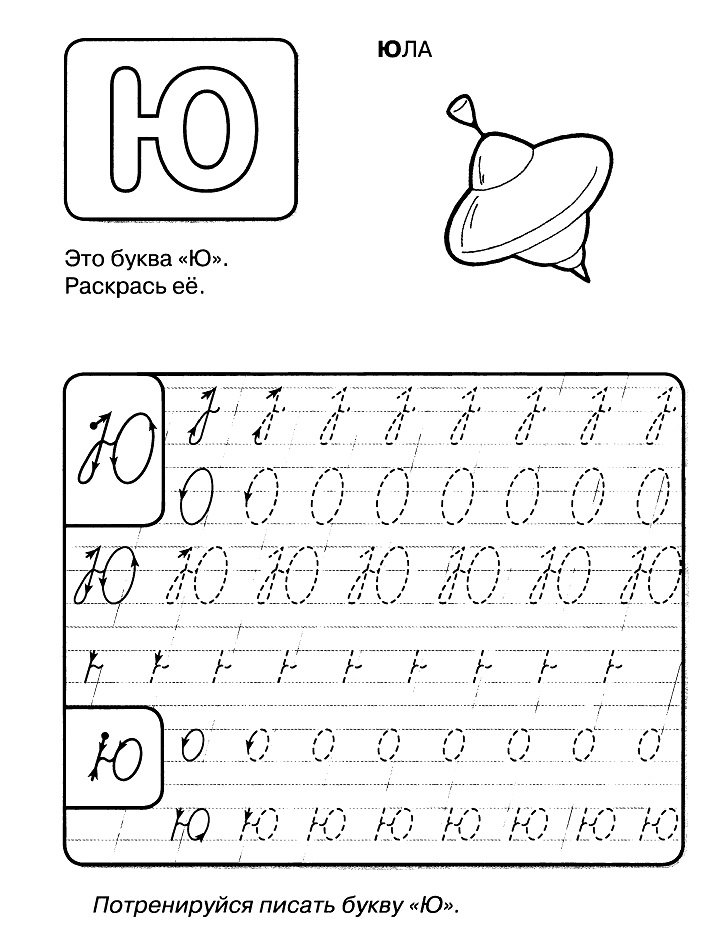 Ю
ЮЛА
Это буква «Ю».
Раскрась её.
Ю
Ю Ю Ю Ю Ю Ю Ю
Ю
Ю Ю Ю Ю Ю Ю Ю Ю
Потренируйся писать букву «Ю».